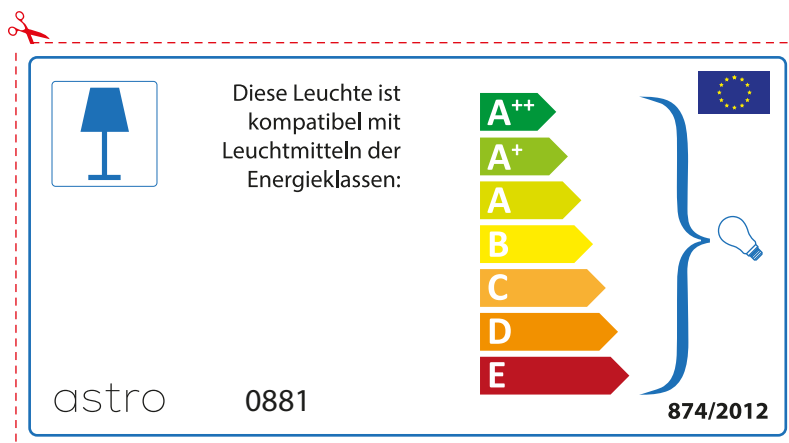 Diese Leuchte ist
kompatibel mit
Leuchtmitteln der
Energieklassen:
A++
A+
A
B
C
D
E
astro
0881
874/2012